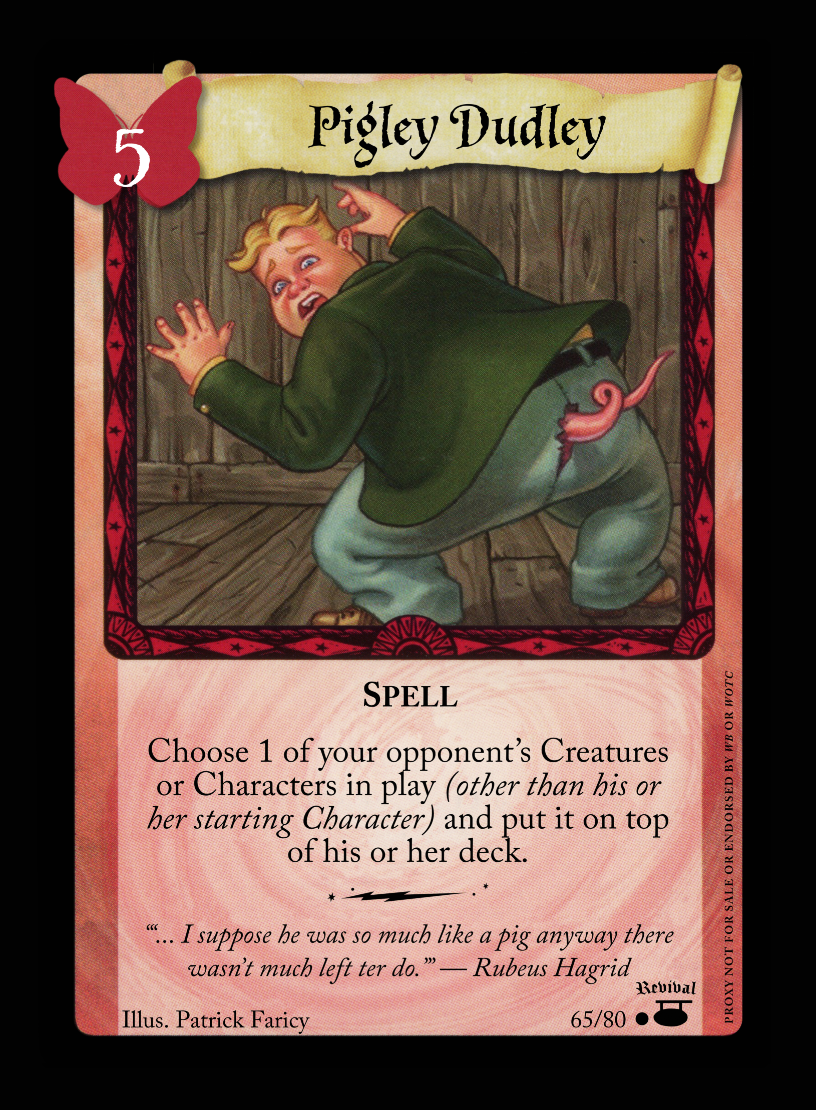 5
Pigley Dudley
SPELL
Choose 1 of your opponent’s Creatures
or Characters in play (other than his or
her starting Character) and put it on top
of his or her deck.
“‘... I suppose he was so much like a pig anyway there
wasn’t much left ter do.’” — Rubeus Hagrid
Revival
Illus. Patrick Faricy
65/80
PROXY NOT FOR SALE OR ENDORSED BY WB OR WOTC